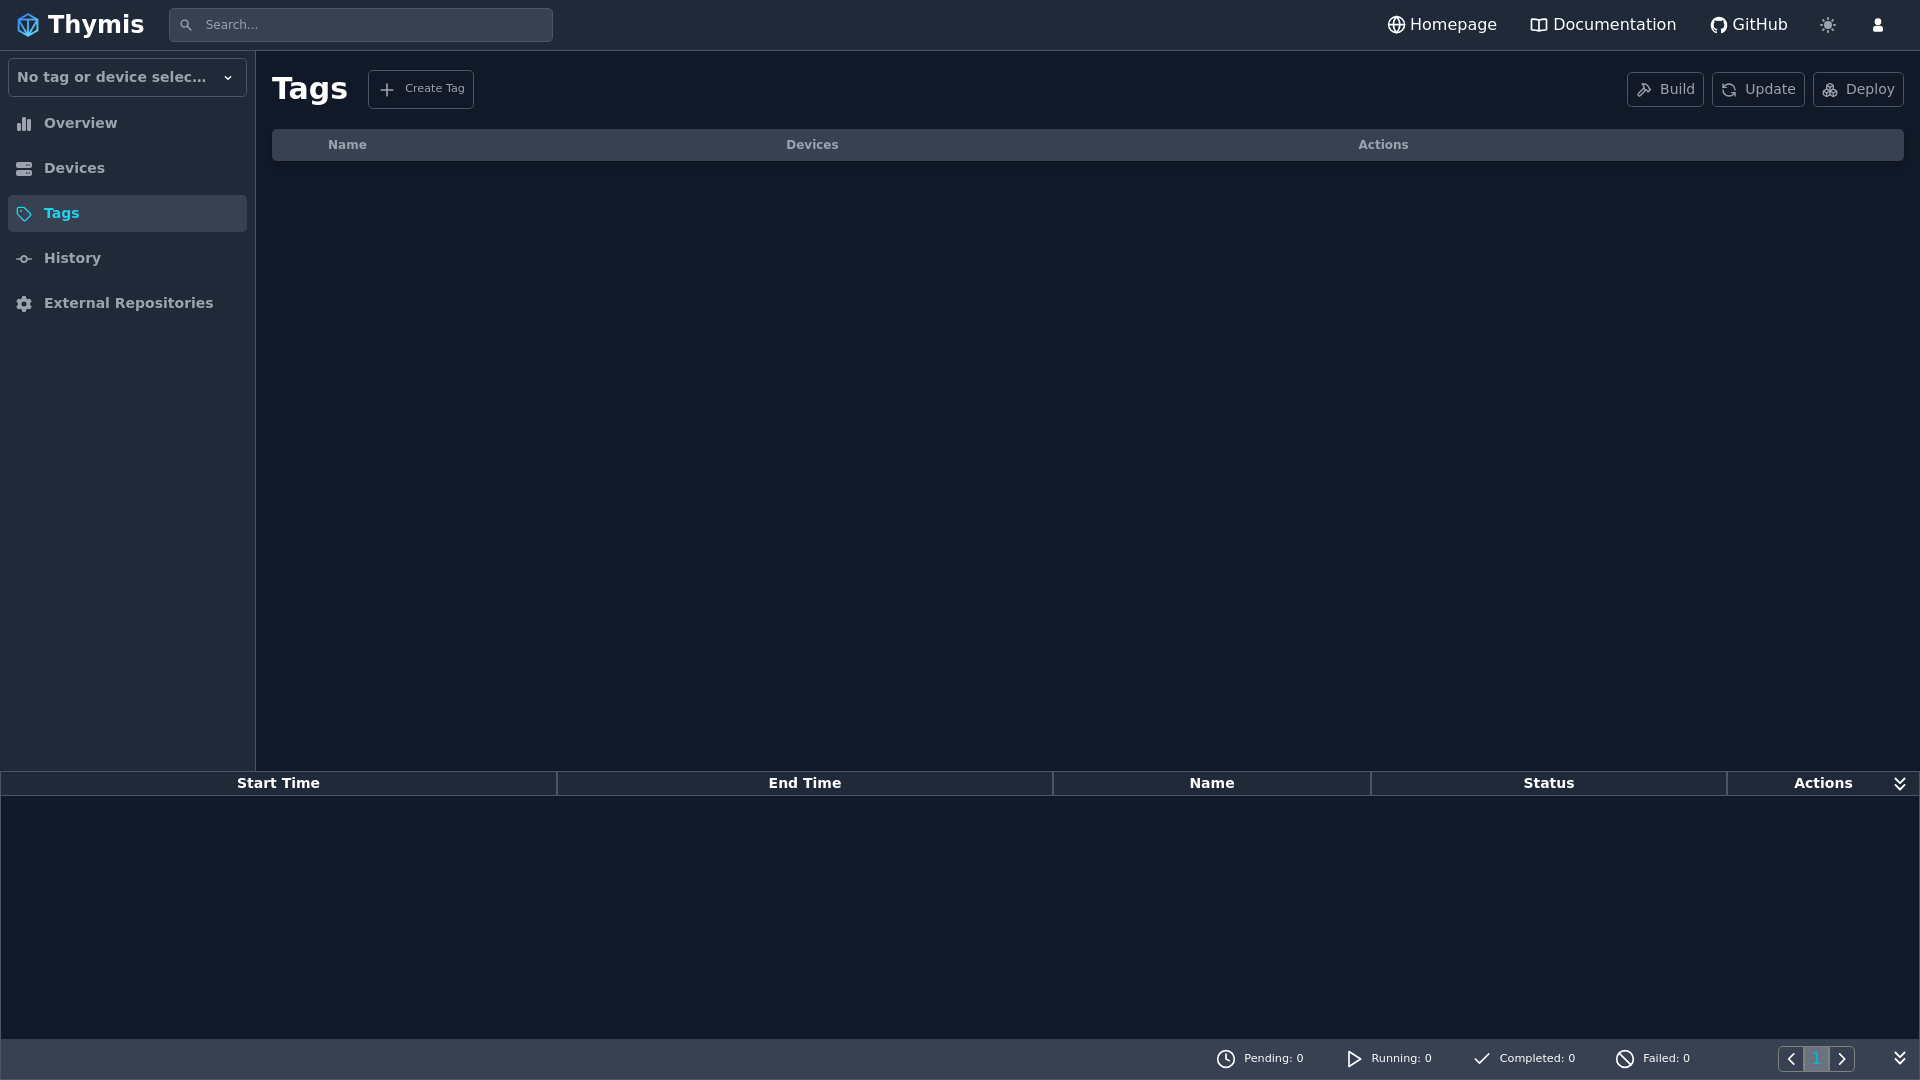 Thymis
Search...
Homepage
Documentation
GitHub
No tag or device selec...
Overview
Devices
Tags
History
External Repositories
Tags
Create Tag
Build
Update
Deploy
Name Devices Actions
Start Time End Time Name Status Actions
Pending: 0 Running: 0 Completed: 0 Failed: 0
1